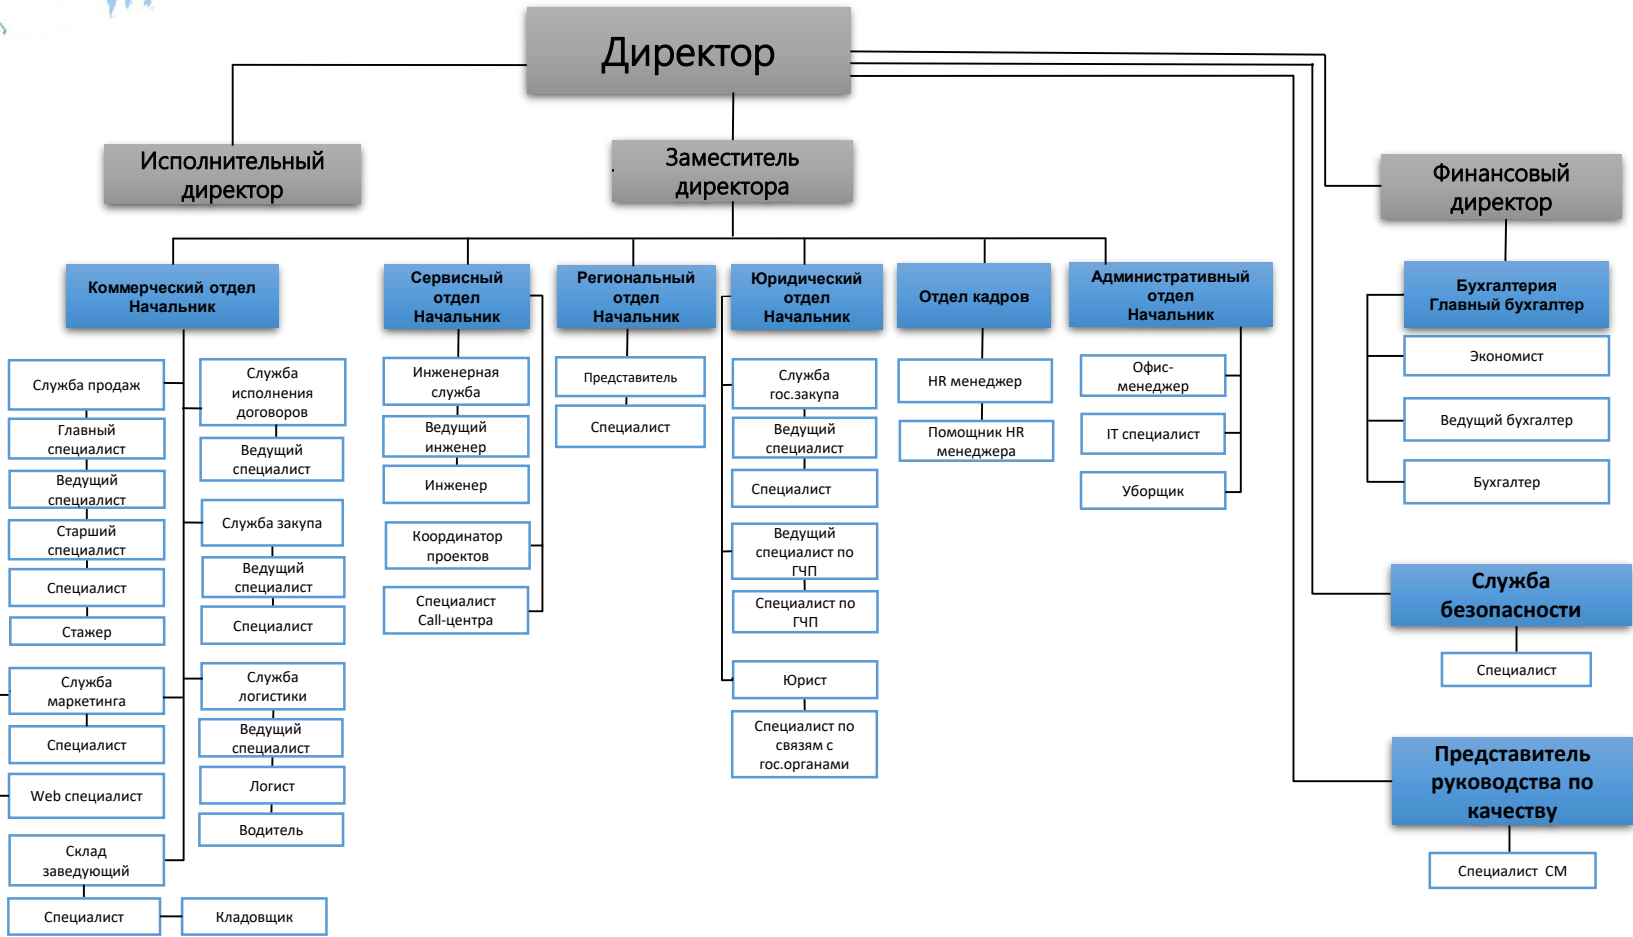 Директор
Исполнительный
директор
Заместитель
директора
Финансовый
директор
Коммерческий отдел
Начальник
Сервисный
отдел
Начальник
Региональный
отдел
Начальник
Юридический
отдел
Начальник
Отдел кадров
Административный
отдел
Начальник
Бухгалтерия
Главный бухгалтер
Служба продаж
Главный
специалист
Ведущий
специалист
Старший
специалист
Специалист
Стажер
Служба
маркетинга
Специалист
Web специалист
Склад
заведующий
Специалист
Кладовщик
Служба
исполнения
договоров
Ведущий
специалист
Служба закупа
Ведущий
специалист
Специалист
Служба
логистики
Ведущий
специалист
Логист
Водитель
Инженерная
служба
Ведущий
инженер
Инженер
Координатор
проектов
Специалист
Call-центра
Представитель
Специалист
Служба
гос.закупа
Ведущий
специалист
Специалист
Ведущий
специалист по
ГЧП
Специалист по
ГЧП
Юрист
Специалист по
связям с
гос.органами
HR менеджер
Помощник HR
менеджера
Офис-
менеджер
IT специалист
Уборщик
Экономист
Ведущий бухгалтер
Бухгалтер
Служба
безопасности
Специалист
Представитель
руководства по
качеству
Специалист СМ